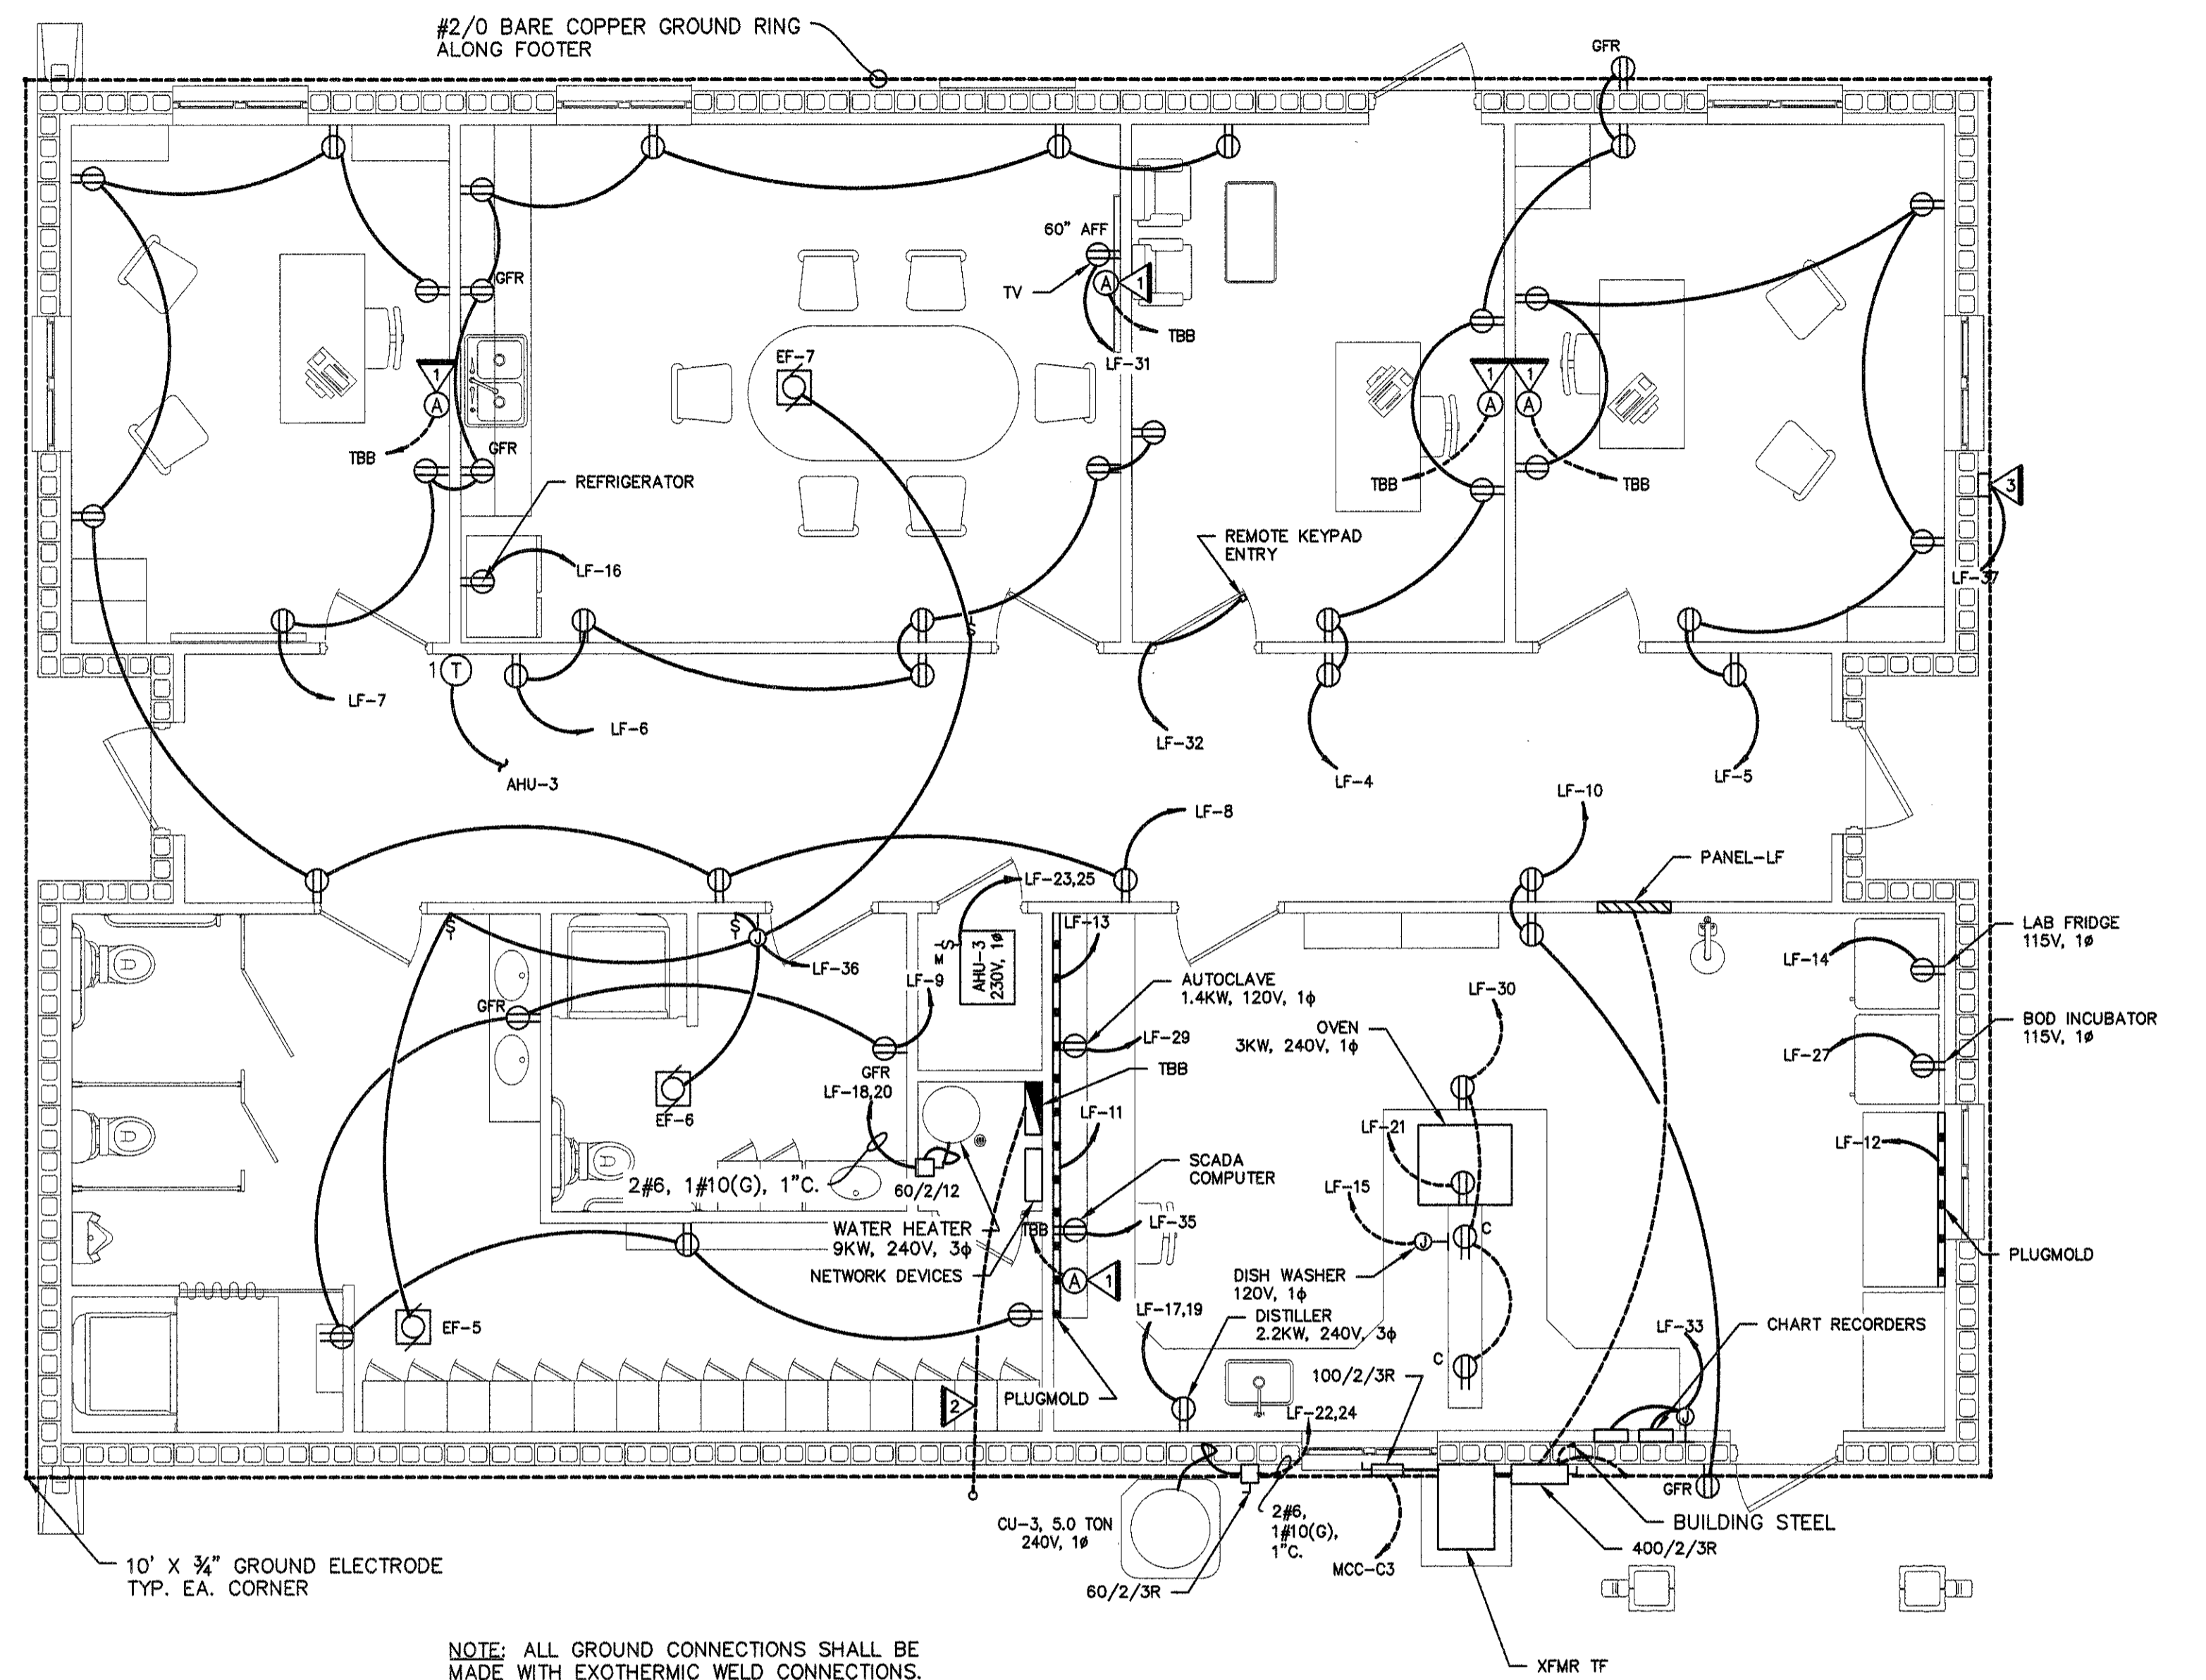 #2/0 BARE COPPER GROUND RING
ALONG FOOTER
GFR
60" AFF
TV
A
1
TBB
LF-31
EF-7
GFR
1
A
TBB
GFR
REFRIGERATOR
LF-16
1
1
A
A
TBB
TBB
3
LF-37
REMOTE KEYPAD
ENTRY
S
1
T
LF-7
LF-6
AHU-3
LF-32
LF-4
LF-5
LF-10
LF-8
PANEL-LF
LF-23,25
LF-13
S
S
J
LF-36
LF-9
S
M
AHU-3
230V, 1ø
GFR
LAB FRIDGE
115V, 1ø
LF-14
AUTOCLAVE
1.4KW, 120V, 1ϕ
LF-30
OVEN
3KW, 240V, 1ϕ
BOD INCUBATOR
115V, 1ø
LF-27
LF-29
TBB
GFR
LF-18,20
EF-6
LF-11
LF-21
LF-12
SCADA
COMPUTER
2#6, 1#10(G), 1"C.
60/2/12
LF-15
LF-35
WATER HEATER
9KW, 240V, 3ϕ
TBB
C
J
NETWORK DEVICES
A
1
DISH WASHER
120V, 1ϕ
PLUGMOLD
LF-17,19
DISTILLER
2.2KW, 240V, 3ϕ
EF-5
LF-33
CHART RECORDERS
C
100/2/3R
PLUGMOLD
2
LF-22,24
J
GFR
CU-3, 5.0 TON
240V, 1ø
2#6,
1#10(G),
1"C.
BUILDING STEEL
400/2/3R
MCC-C3
60/2/3R
10' X ¾" GROUND ELECTRODE
TYP. EA. CORNER
NOTE: ALL GROUND CONNECTIONS SHALL BE
MADE WITH EXOTHERMIC WELD CONNECTIONS.
XFMR TF